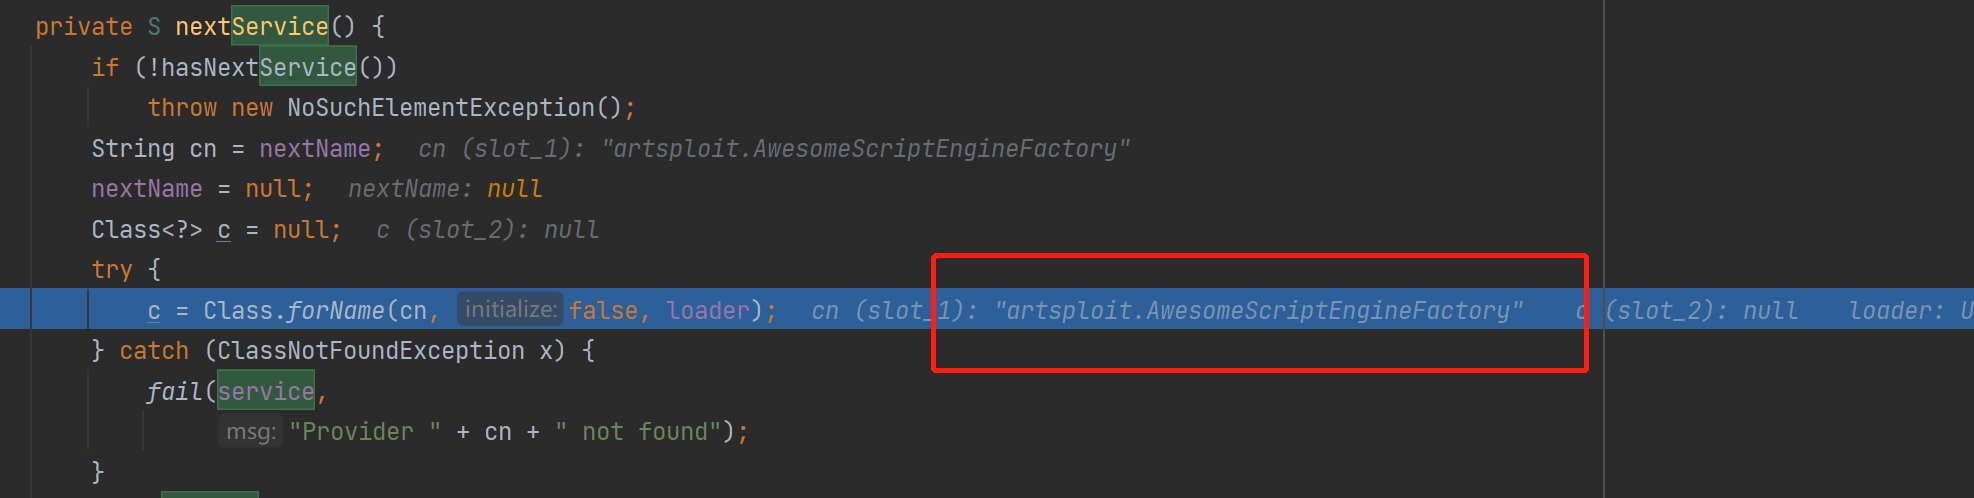 private S nextService() {
if (!hasNextService())
throw new NoSuchElementException();
String cn = nextName; cn (slot_1): "artsploit.AwesomeScriptEngineFactory"
nextName = null; nextName: null
Class<?> c = null; c (slot_2): null
try {
c = Class.forName(cn, initialize: false, loader); cn (slot_1): "artsploit.AwesomeScriptEngineFactory" c (slot_2): null loader: U
} catch (ClassNotFoundException x) {
fail(service,
msg: "Provider " + cn + " not found");
}